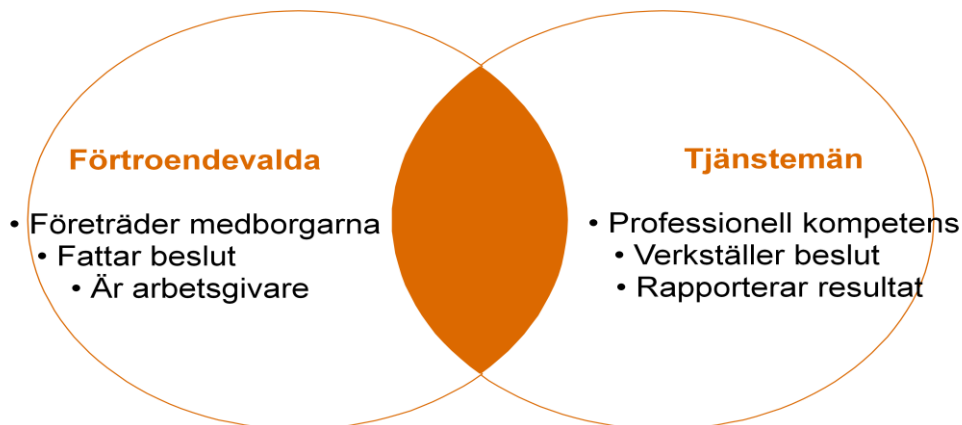 Förtroendevalda
• Företräder medborgarna
• Fattar beslut
• Är arbetsgivare
Tjänstemän
• Professionell kompetens
• Verkställer beslut
• Rapporterar resultat